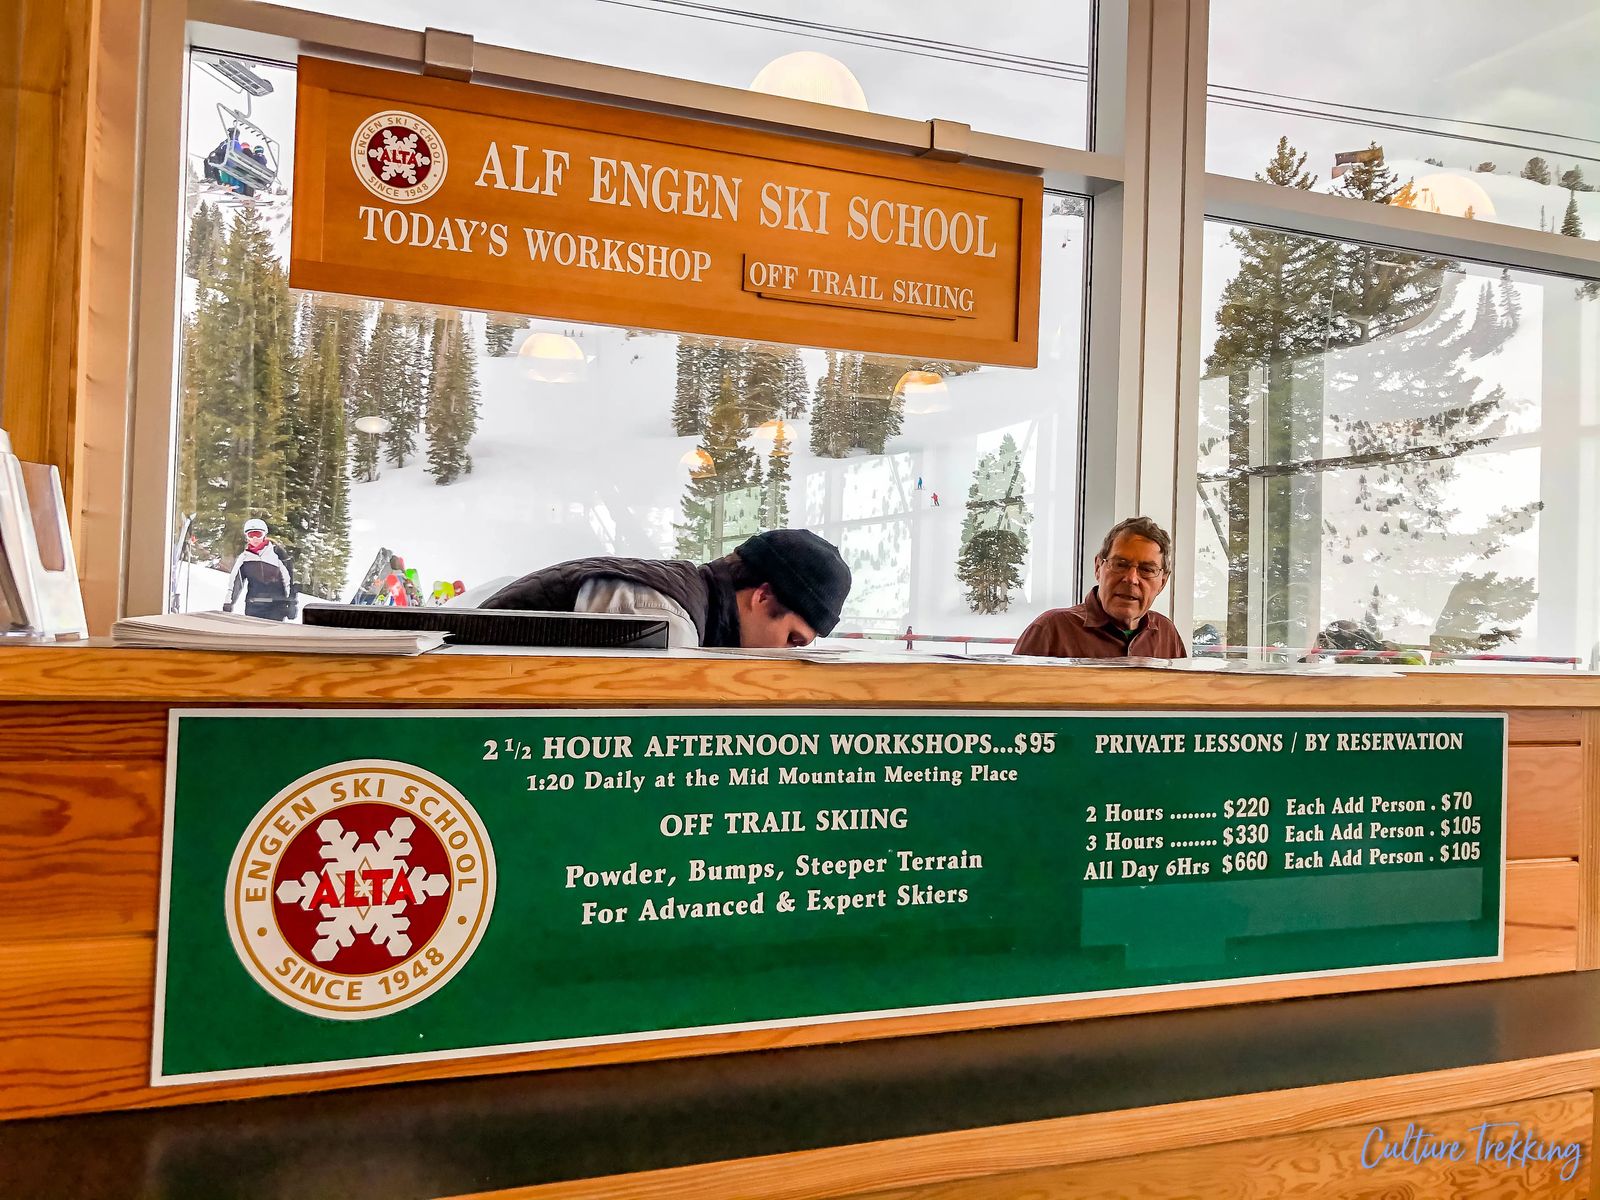 ENGEN SKI SCHOOL
ALTA
SINCE 1948
ALF ENGEN SKI SCHOOL
TODAY'S WORKSHOP OFF TRAIL SKIING
ENGEN SKI SCHOOL
ALTA
SINCE 1948
2 1/2 HOUR AFTERNOON WORKSHOPS...$95
1:20 Daily at the Mid Mountain Meeting Place
OFF TRAIL SKIING
Powder, Bumps, Steeper Terrain
For Advanced & Expert Skiers
PRIVATE LESSONS / BY RESERVATION
2 Hours ........ $220 Each Add Person . $70
3 Hours ........ $330 Each Add Person . $105
All Day 6Hrs $660 Each Add Person . $105
Culture Trekking